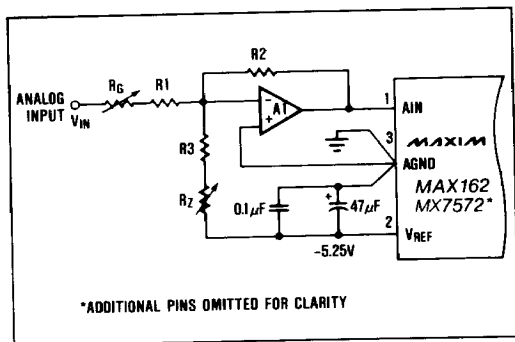 R2
RG
R1
ANALOG
INPUT
VIN
A1
1
AIN
R3
3
MAXIM
AGND
MAX162
MX7572*
RZ
0.1μF
+
47μF
2
VREF
-5.25V
*ADDITIONAL PINS OMITTED FOR CLARITY